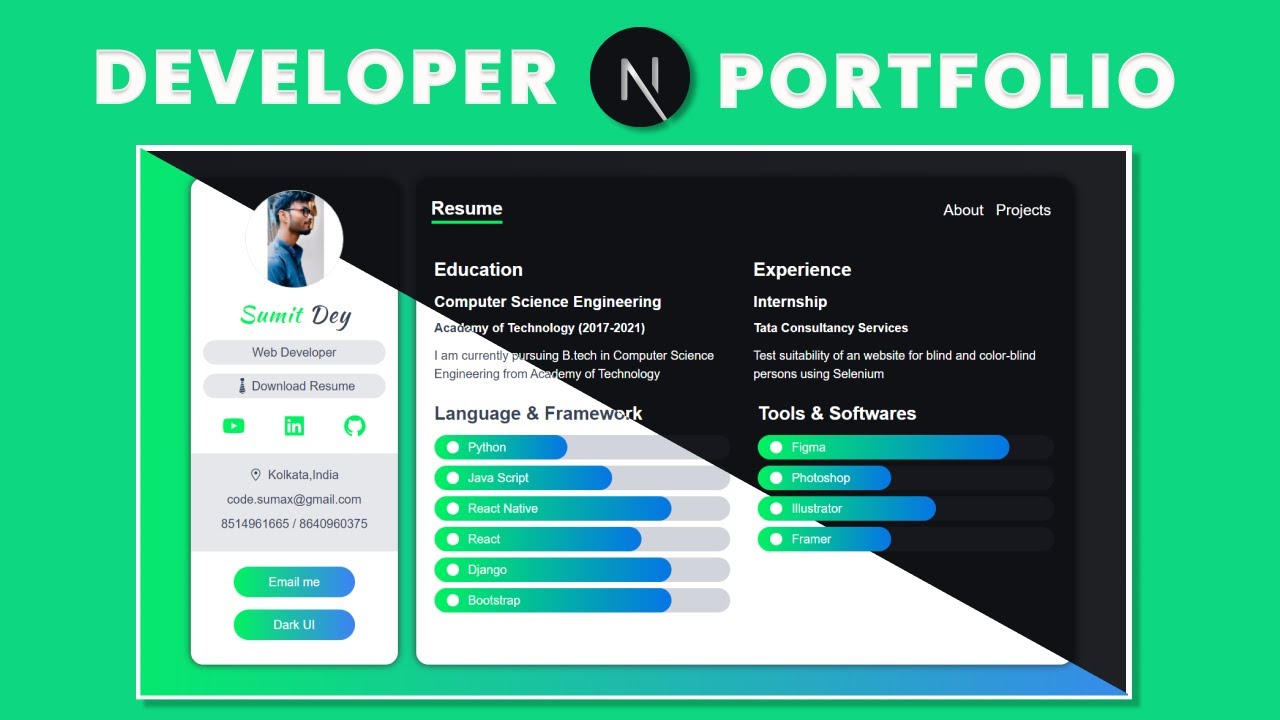 DEVELOPER N PORTFOLIO
Sumit Dey
Web Developer
Download Resume
Kolkata,India
code.sumax@gmail.com
8514961665 / 8640960375
Email me
Dark UI
Resume
About Projects
Education
Computer Science Engineering
Academy of Technology (2017-2021)
I am currently pursuing B.tech in Computer Science
Engineering from Academy of Technology
Experience
Internship
Tata Consultancy Services
Test suitability of an website for blind and color-blind
persons using Selenium
Language & Framework
Python
Java Script
React Native
React
Django
Bootstrap
Tools & Softwares
Figma
Photoshop
Illustrator
Framer